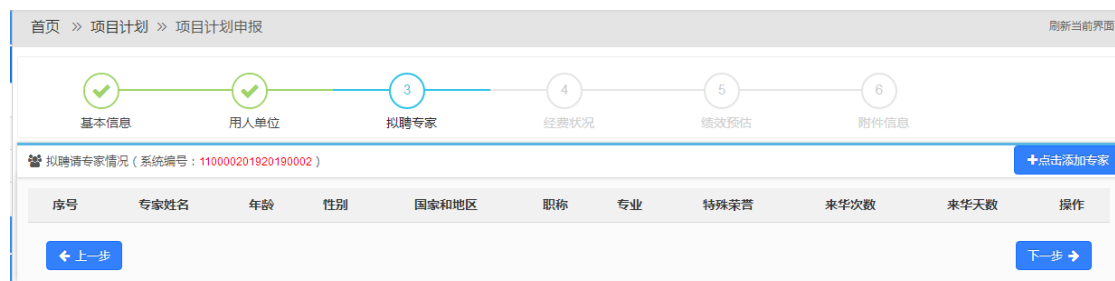 首页 » 项目计划 » 项目计划申报 刷新当前界面
3 4 5 6
基本信息 用人单位 拟聘专家 经费状况 绩效预估 附件信息
拟聘请专家情况 ( 系统编号：110000201920190002 ) +点击添加专家
序号 专家姓名 年龄 性别 国家和地区 职称 专业 特殊荣誉 来华次数 来华天数 操作
上一步 下一步